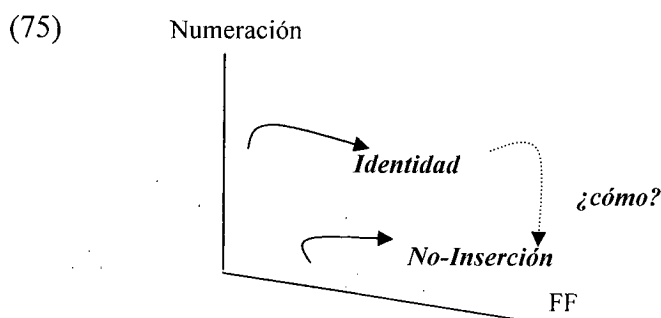 (75) Numeración
Identidad
¿cómo?
No-Inserción
FF